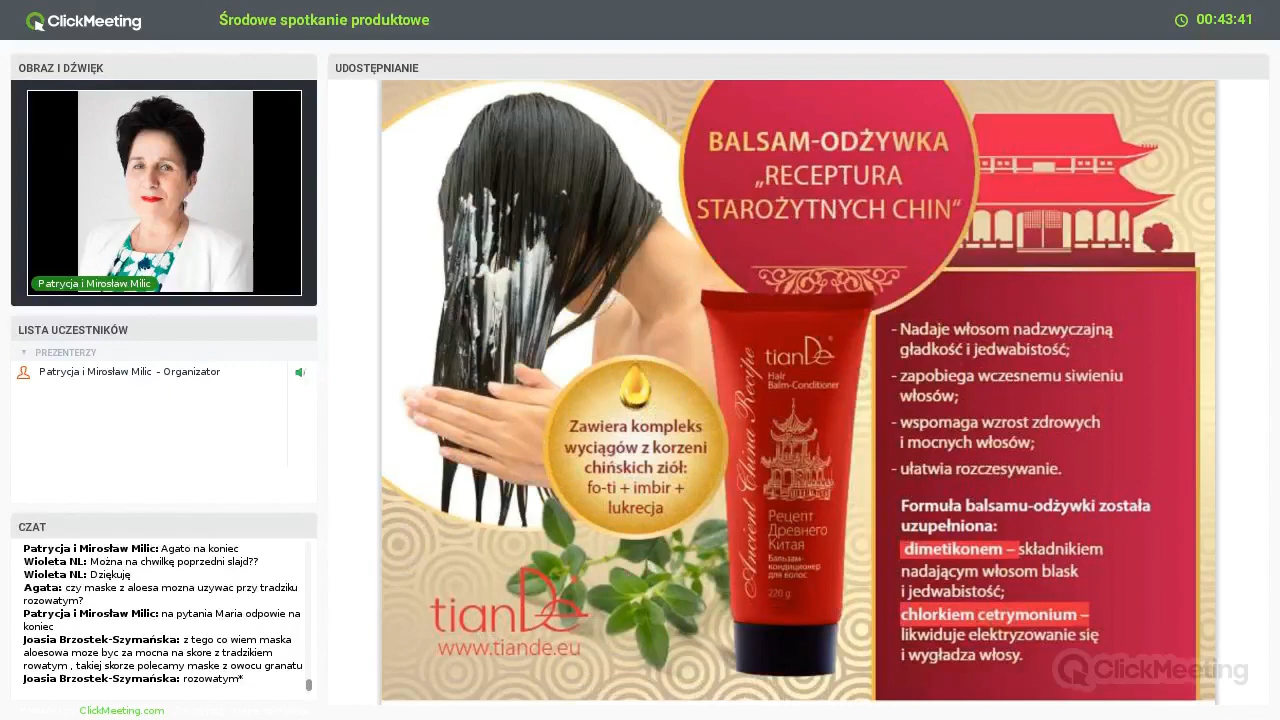 ClickMeeting
Środowe spotkanie produktowe
00:43:41
OBRAZ I DŹWIĘK
Patrycja i Mirosław Milic
LISTA UCZESTNIKÓW
PREZENTERZY
Patrycja i Mirosław Milic - Organizator
CZAT
Patrycja i Mirosław Milic: Agato na koniec
Wioleta NL: Można na chwilkę poprzedni slajd??
Wioleta NL: Dziękuję
Agata: czy maske z aloesa mozna uzywac przy tradziku
rozowatym?
Patrycja i Mirosław Milic: na pytania Maria odpowie na
koniec
Joasia Brzostek-Szymańska: z tego co wiem maska
aloesowa moze byc za mocna na skore z tradzikiem
rowatym , takiej skorze polecamy maske z owocu granatu
Joasia Brzostek-Szymańska: rozowatym*
ClickMeeting.com
UDOSTĘPNIANIE
BALSAM-ODŻYWKA
„RECEPTURA
STAROŻYTNYCH CHIN“
Zawiera kompleks
wyciągów z korzeni
chińskich ziół:
fo-ti + imbir +
lukrecja
tianDe
www.tiande.eu
tianDe
Hair
Balm-Conditioner
Ancient China Recipe
Рецепт
Древнего
Китая
Бальзам-
кондиционер
для волос
220 g
- Nadaje włosom nadzwyczajną
gładkość i jedwabistość;
- zapobiega wczesnemu siwieniu
włosów;
- wspomaga wzrost zdrowych
i mocnych włosów;
- ułatwia rozczesywanie.
Formuła balsamu-odżywki została
uzupełniona:
dimetikonem – składnikiem
nadającym włosom blask
i jedwabistość;
chlorkiem cetrymonium –
likwiduje elektryzowanie się
i wygładza włosy.
ClickMeeting